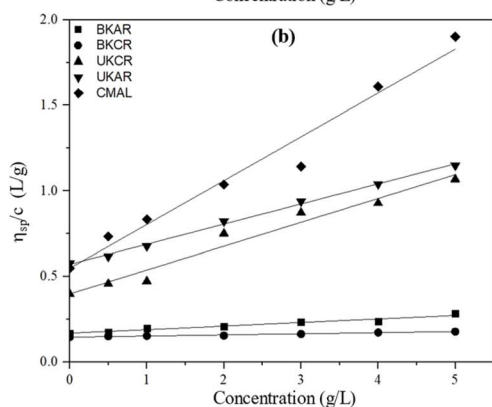 Concentration (g/L)
(b)
BKAR
BKCR
UKCR
UKAR
CMAL
2.0
1.5
1.0
0.5
0.0
ηsp/c (L/g)
0 1 2 3 4 5
Concentration (g/L)